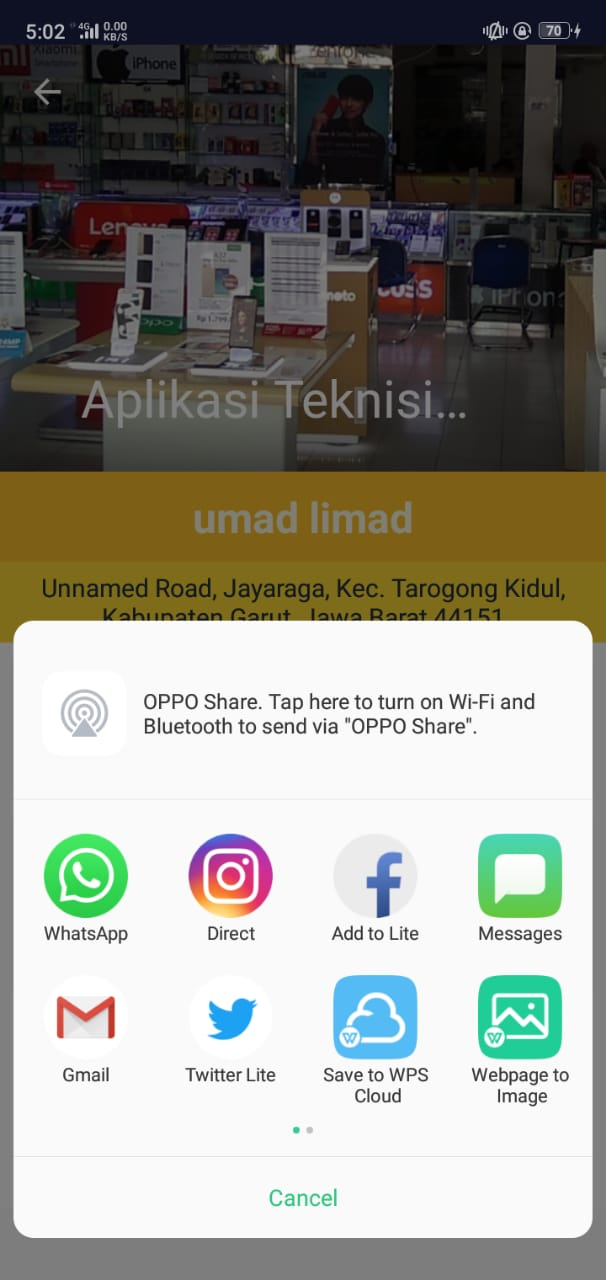 5:02
4G
0.00
KB/S
70
Xiaomi
iPhone
Lenovo
oppo
moto
iPhone
Aplikasi Teknisi...
umad limad
Unnamed Road, Jayaraga, Kec. Tarogong Kidul,
Kabupaten Garut, Jawa Barat 44151
OPPO Share. Tap here to turn on Wi-Fi and
Bluetooth to send via "OPPO Share".
WhatsApp
Direct
Add to Lite
Messages
Gmail
Twitter Lite
Save to WPS
Cloud
Webpage to
Image
Cancel